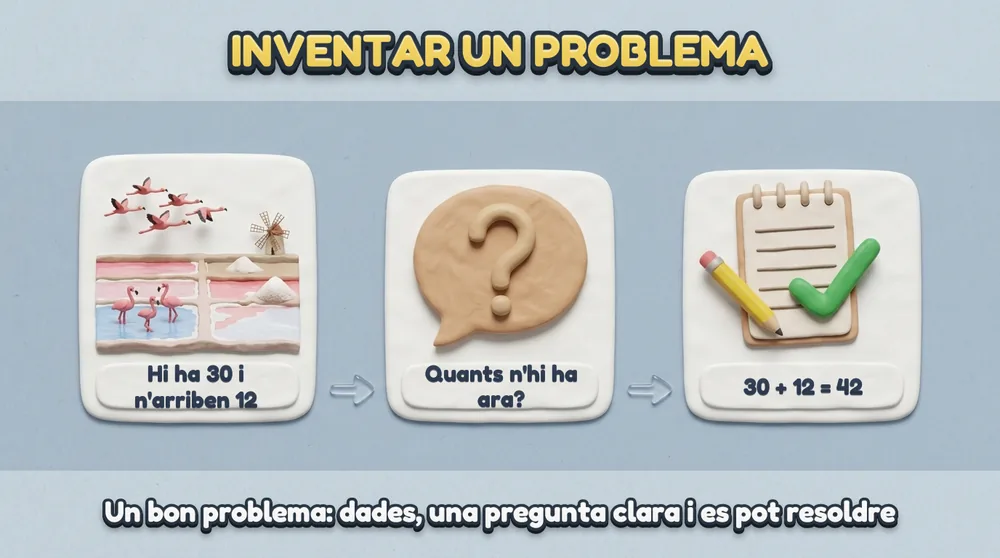 INVENTAR UN PROBLEMA
Hi ha 30 i
n'arriben 12
Quants n'hi ha
ara?
30 + 12 = 42
Un bon problema: dades, una pregunta clara i es pot resoldre